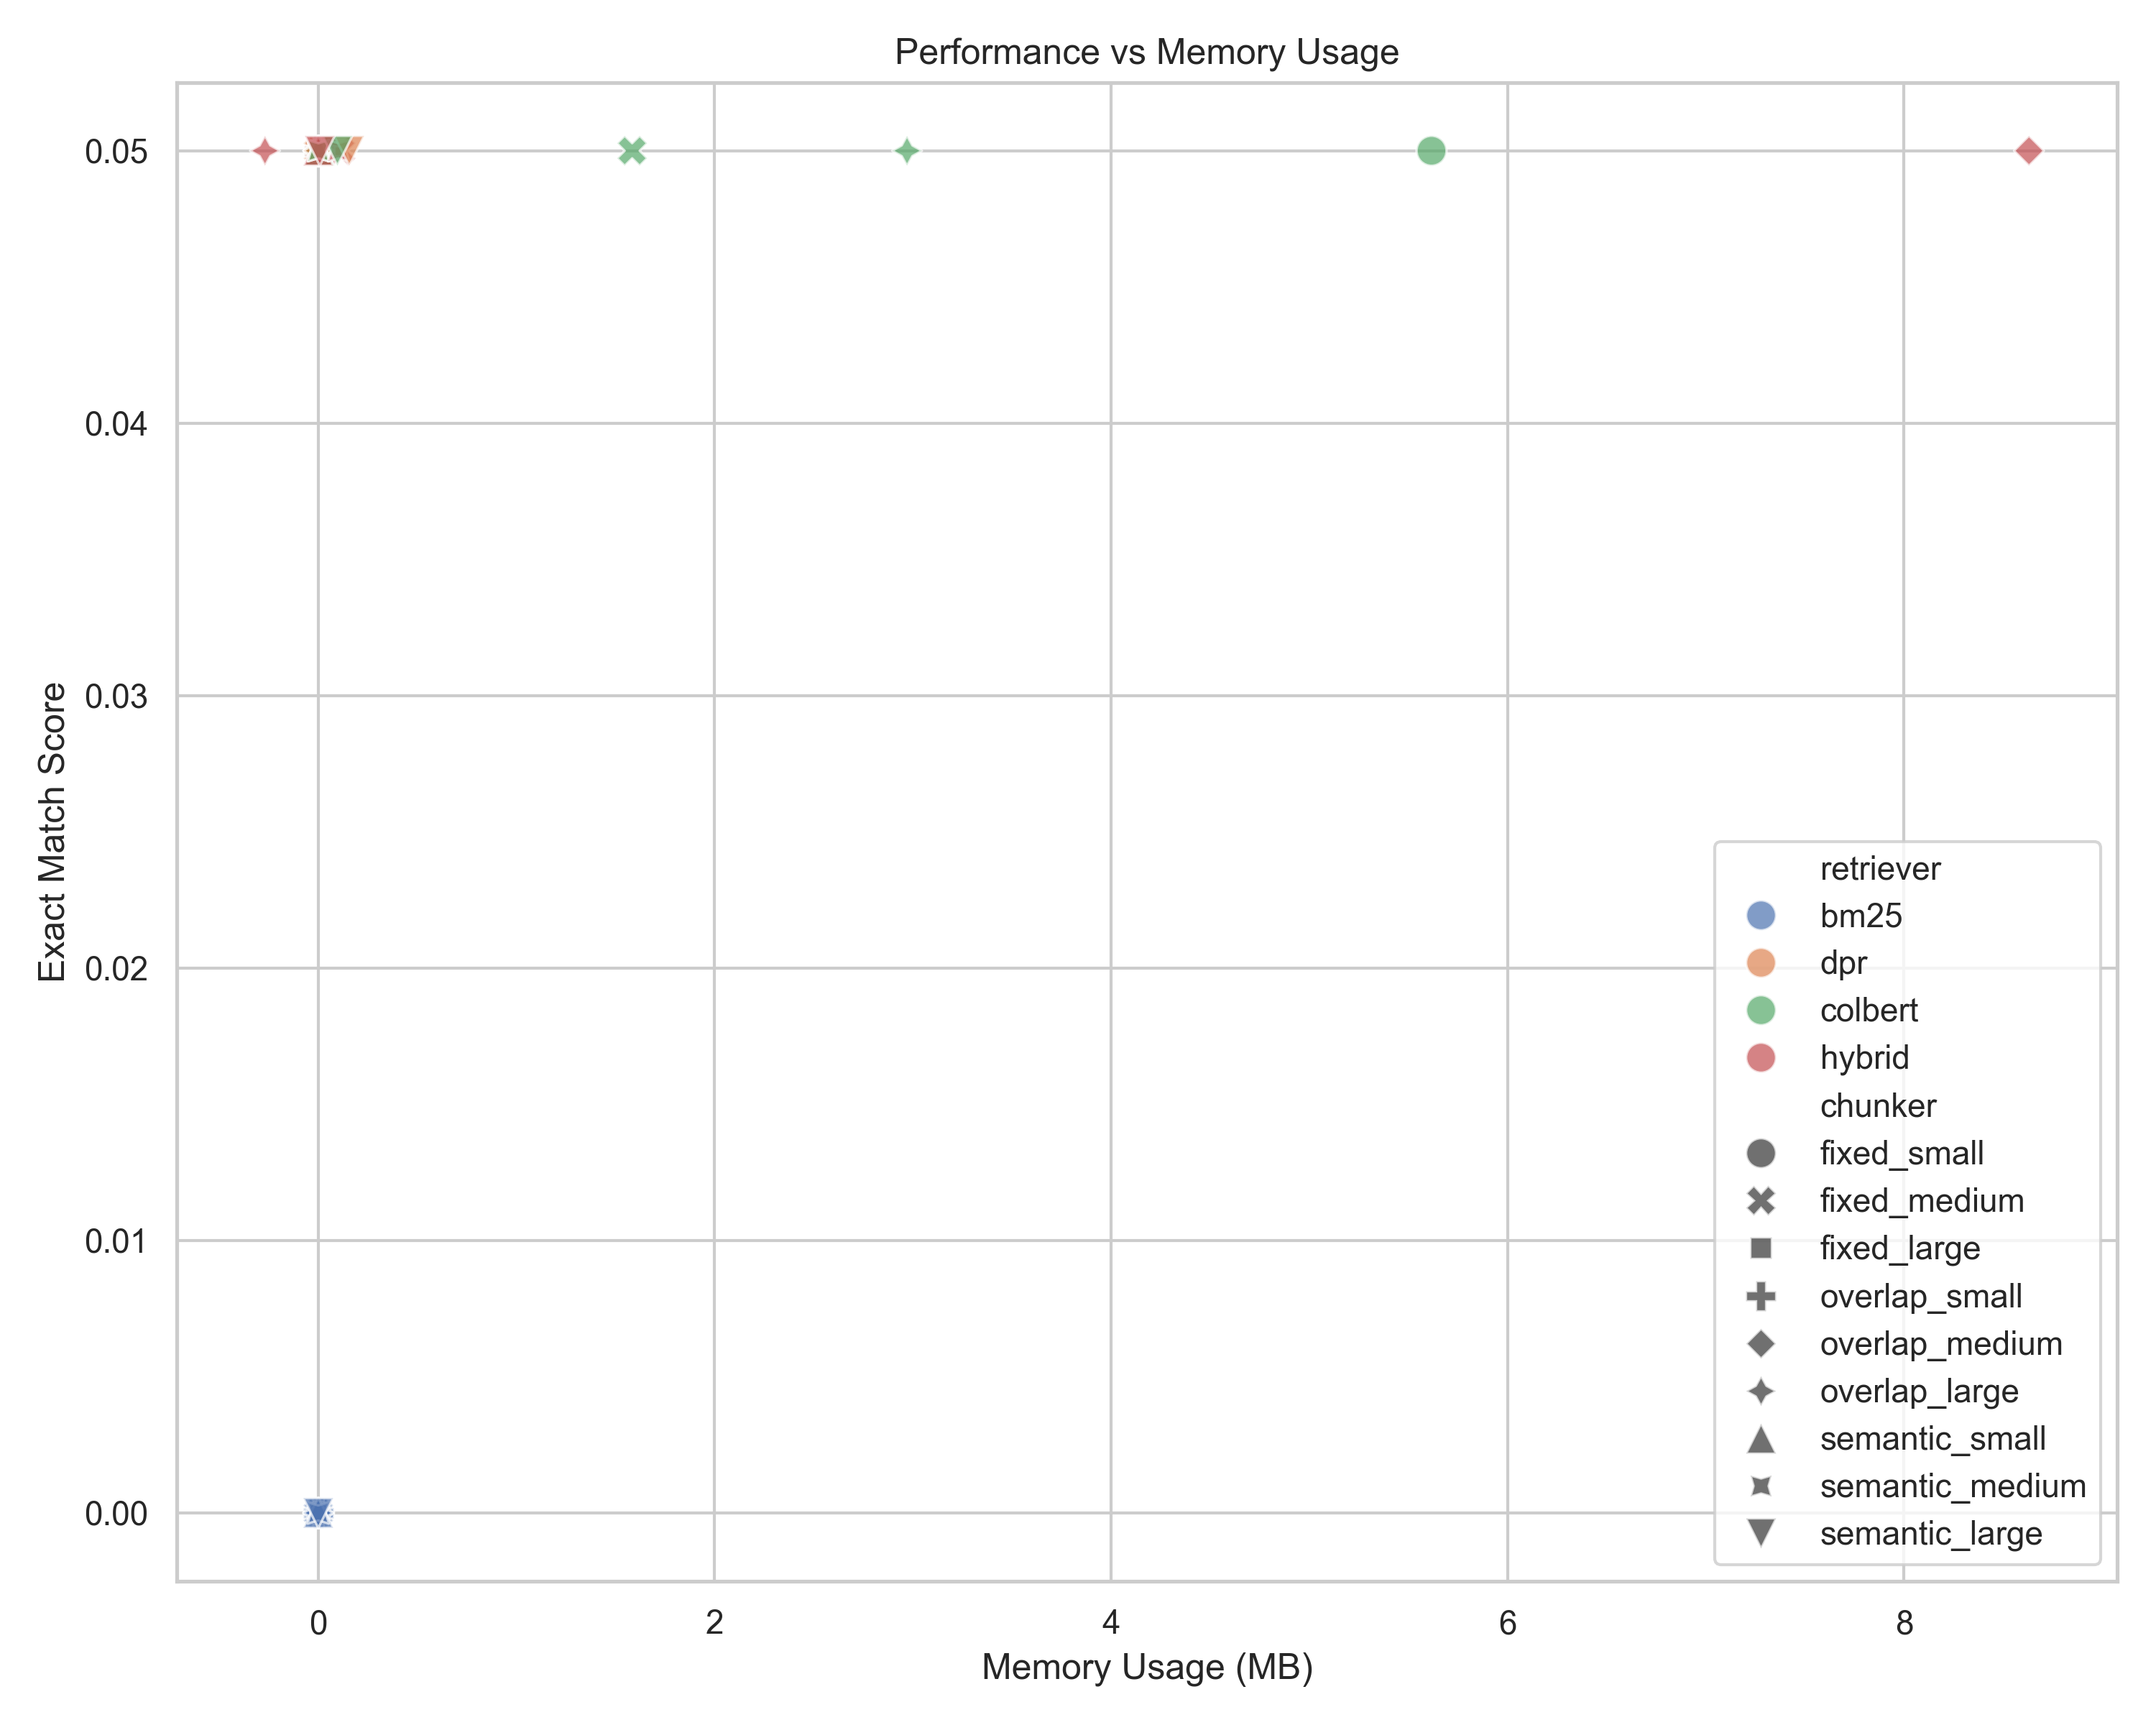 Performance vs Memory Usage
0.05
0.04
0.03
0.02
0.01
0.00
Exact Match Score
0 2 4 6 8
Memory Usage (MB)
retriever
bm25
dpr
colbert
hybrid
chunker
fixed_small
fixed_medium
fixed_large
overlap_small
overlap_medium
overlap_large
semantic_small
semantic_medium
semantic_large